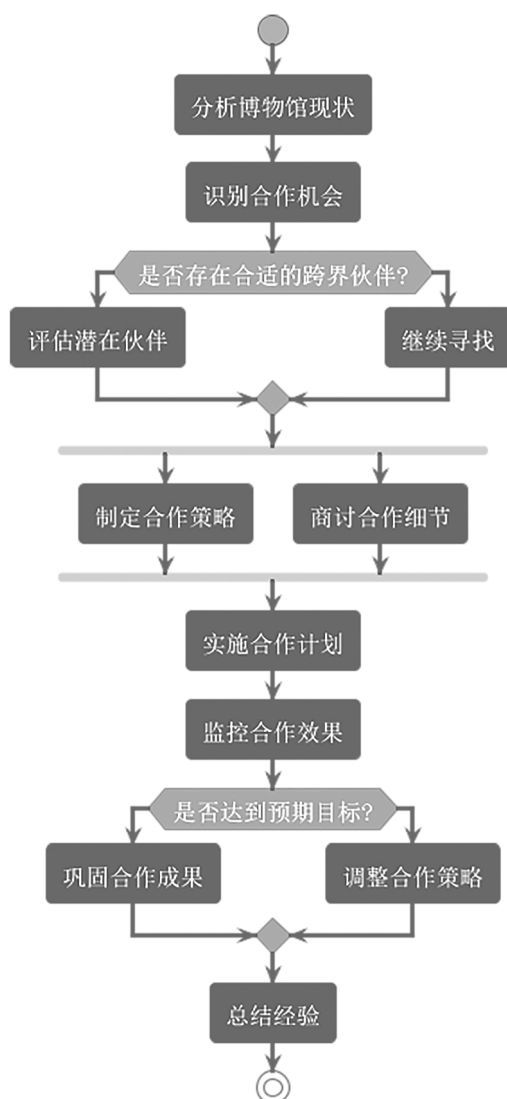 分析博物馆现状
识别合作机会
是否存在合适的跨界伙伴?
评估潜在伙伴
继续寻找
制定合作策略
商讨合作细节
实施合作计划
监控合作效果
是否达到预期目标?
巩固合作成果
调整合作策略
总结经验